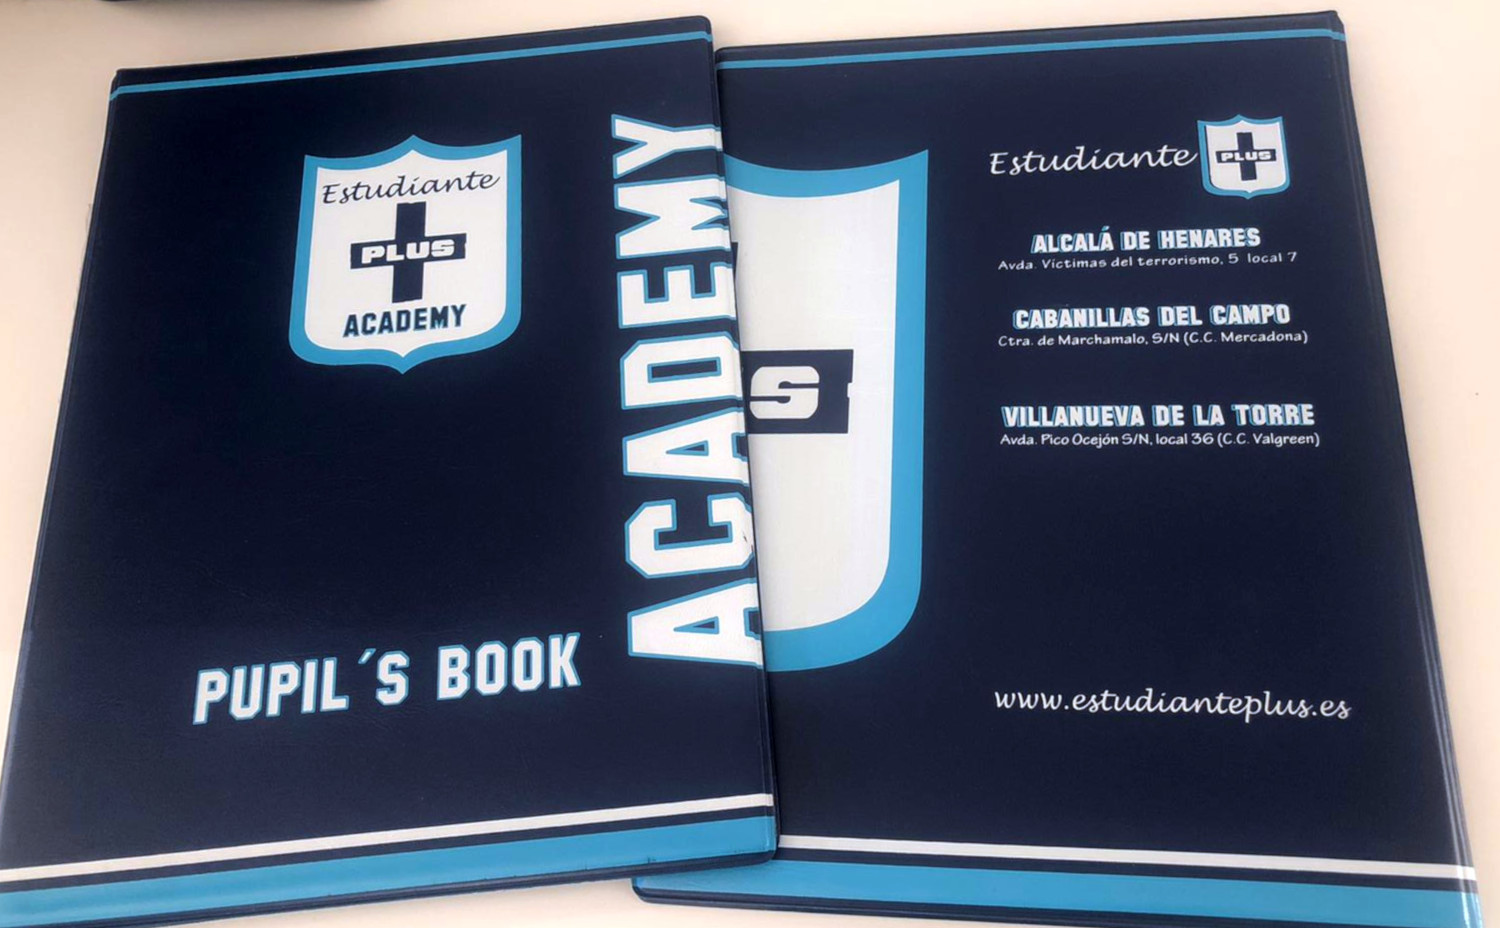 Estudiante
PLUS
ACADEMY
ACADEMY
PUPIL´S BOOK
S
Estudiante PLUS
ALCALÁ DE HENARES
Avda. Víctimas del terrorismo, 5 local 7
CABANILLAS DEL CAMPO
Ctra. de Marchamalo, S/N (C.C. Mercadona)
VILLANUEVA DE LA TORRE
Avda. Pico Ocejón S/N, local 36 (C.C. Valgreen)
www.estudianteplus.es